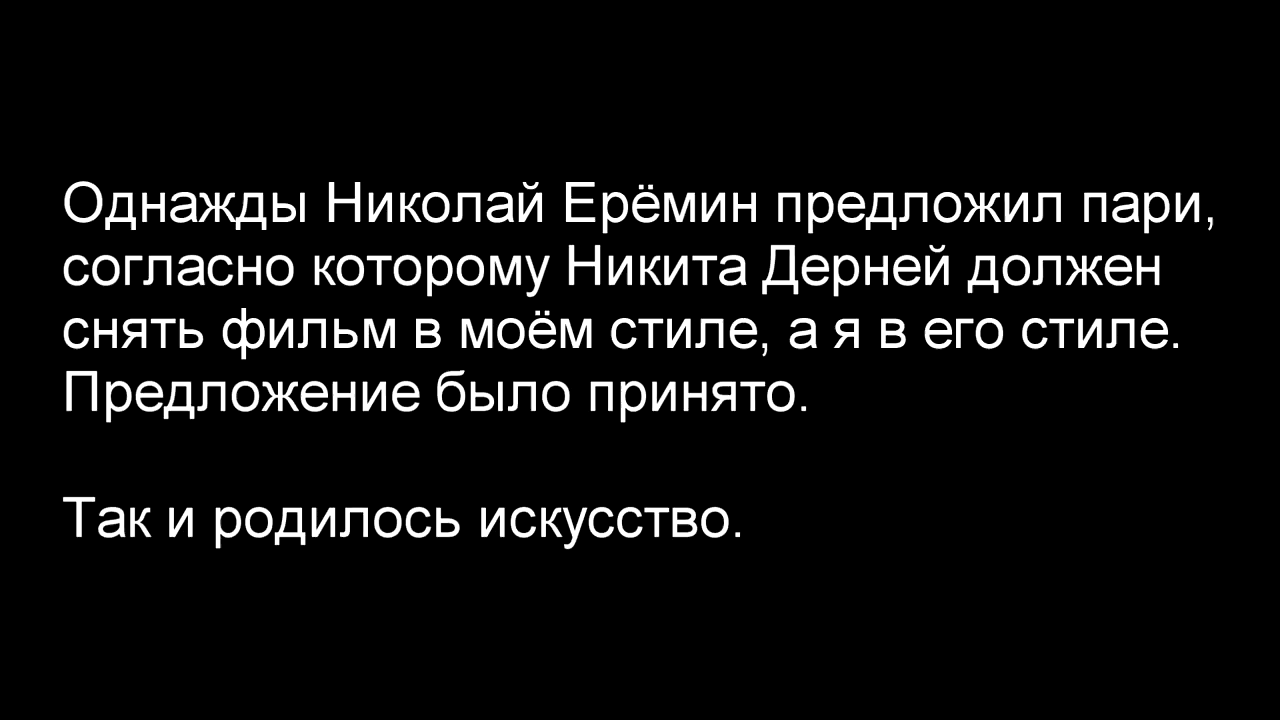 Однажды Николай Ерёмин предложил пари,
согласно которому Никита Дерней должен
снять фильм в моём стиле, а я в его стиле.
Предложение было принято.
Так и родилось искусство.